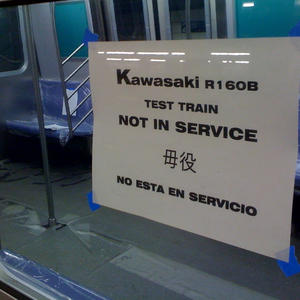 Kawasaki R160B
TEST TRAIN
NOT IN SERVICE
毋役
NO ESTA EN SERVICIO